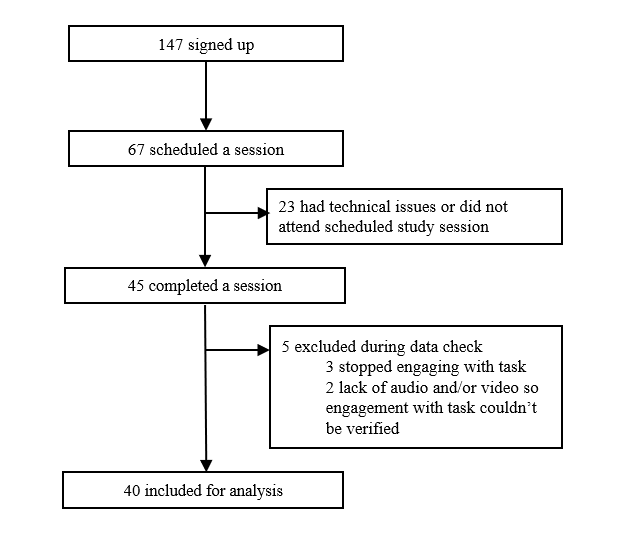 147 signed up
67 scheduled a session
23 had technical issues or did not
attend scheduled study session
45 completed a session
5 excluded during data check
3 stopped engaging with task
2 lack of audio and/or video so
engagement with task couldn’t
be verified
40 included for analysis